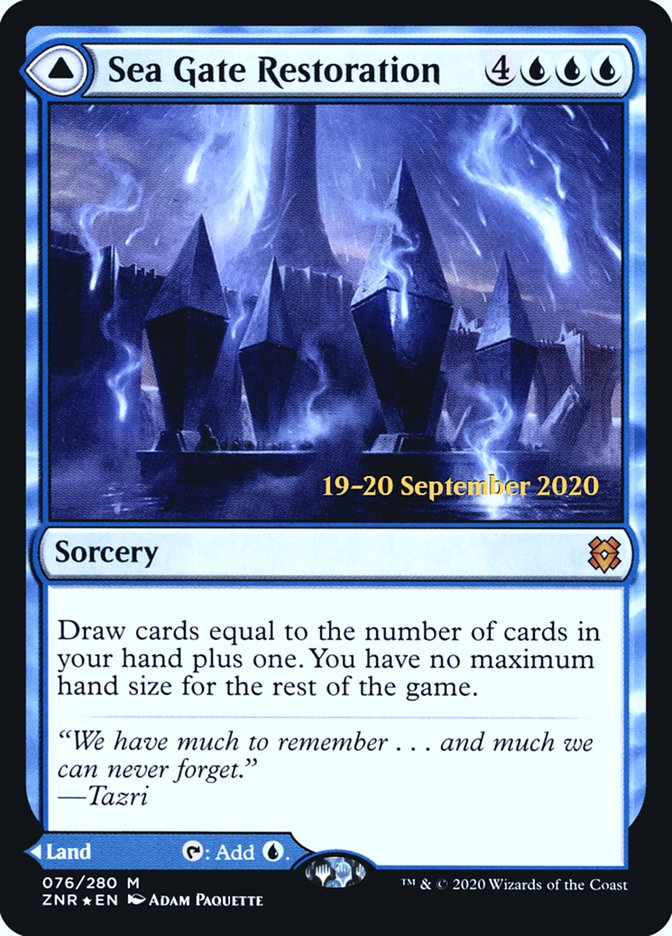 Sea Gate Restoration 4
19–20 September 2020
Sorcery
Draw cards equal to the number of cards in
your hand plus one. You have no maximum
hand size for the rest of the game.
“We have much to remember . . . and much we
can never forget.”
—Tazri
Land : Add .
076/280 M
ZNR★EN Adam Paquette
™ & © 2020 Wizards of the Coast